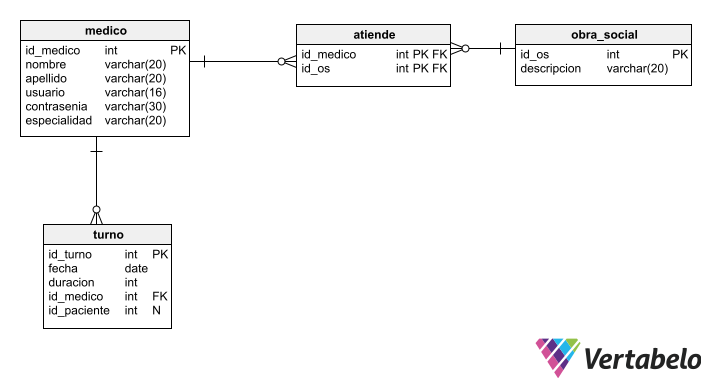 medico
id_medico int PK
nombre varchar(20)
apellido varchar(20)
usuario varchar(16)
contrasenia varchar(30)
especialidad varchar(20)
atiende
id_medico int PK FK
id_os int PK FK
obra_social
id_os int PK
descripcion varchar(20)
turno
id_turno int PK
fecha date
duracion int
id_medico int FK
id_paciente int N
Vertabelo